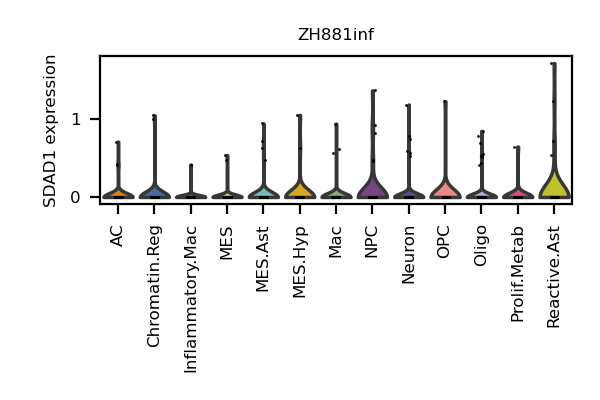 ZH881inf
SDAD1 expression
1
0
AC
Chromatin.Reg
Inflammatory.Mac
MES
MES.Ast
MES.Hyp
Mac
NPC
Neuron
OPC
Oligo
Prolif.Metab
Reactive.Ast